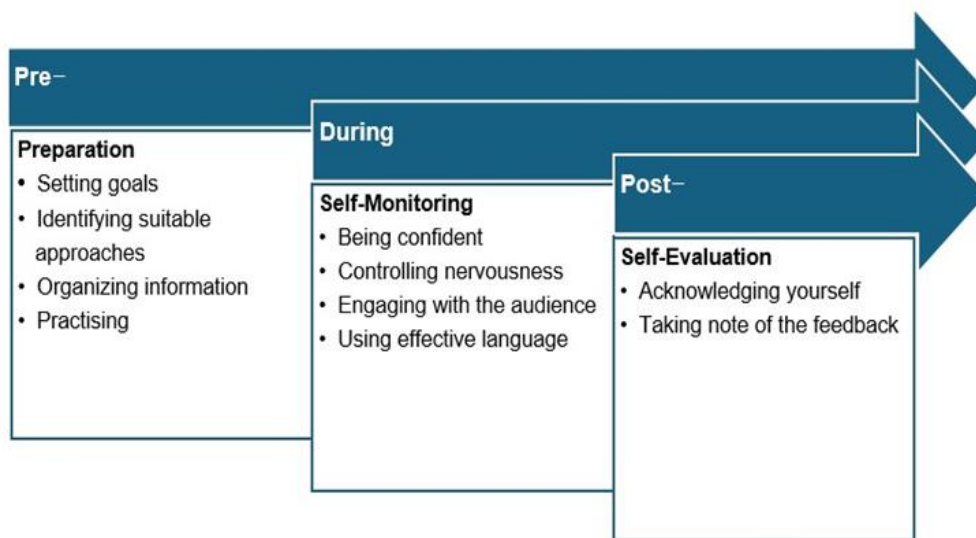 Pre–
Preparation
• Setting goals
• Identifying suitable
approaches
• Organizing information
• Practising
During
Self-Monitoring
• Being confident
• Controlling nervousness
• Engaging with the audience
• Using effective language
Post–
Self-Evaluation
• Acknowledging yourself
• Taking note of the feedback